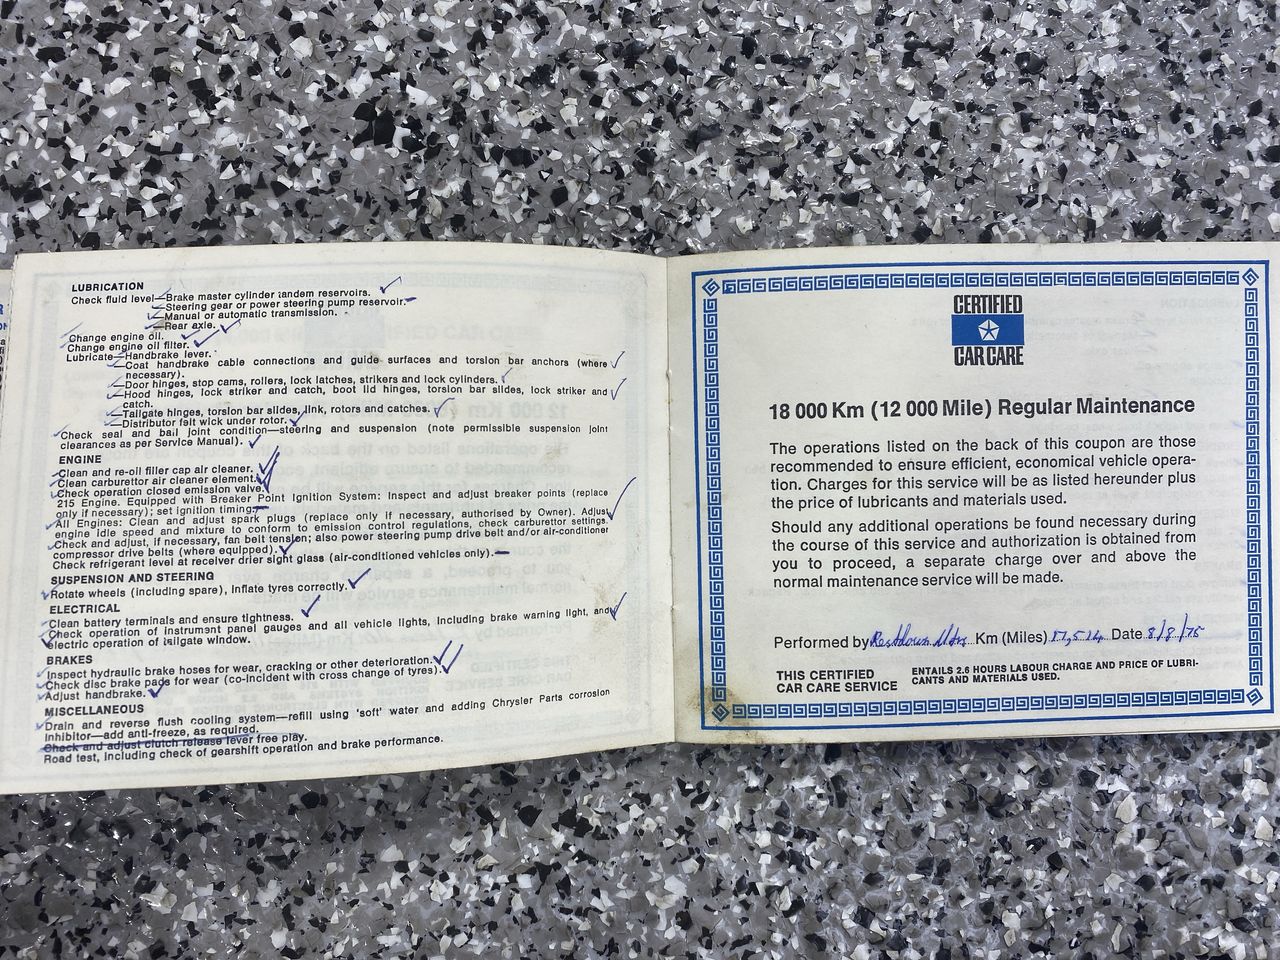 LUBRICATION
Check fluid level—Brake master cylinder tandem reservoirs.
—Steering gear or power steering pump reservoir.
—Manual or automatic transmission.
—Rear axle.
Change engine oil.
Change engine oil filter.
Lubricate—Handbrake lever.
—Coat handbrake cable connections and guide surfaces and torsion bar anchors (where
necessary).
—Door hinges, stop cams, rollers, lock latches, strikers and lock cylinders.
—Hood hinges, lock striker and catch, boot lid hinges, torsion bar slides, lock striker and
catch.
—Tailgate hinges, torsion bar slides, link, rotors and catches.
—Distributor felt wick under rotor.
Check seal and ball joint condition—steering and suspension (note permissible suspension joint
clearances as per Service Manual).
ENGINE
Clean and re-oil filler cap air cleaner.
Clean carburettor air cleaner element.
Check operation closed emission valve.
215 Engine. Equipped with Breaker Point Ignition System: Inspect and adjust breaker points (replace
only if necessary); set ignition timing.
All Engines: Clean and adjust spark plugs (replace only if necessary, authorised by Owner). Adjust
engine idle speed and mixture to conform to emission control regulations, check carburettor settings.
Check and adjust, if necessary, fan belt tension; also power steering pump drive belt and/or air-conditioner
compressor drive belts (where equipped).
Check refrigerant level at receiver drier sight glass (air-conditioned vehicles only).
SUSPENSION AND STEERING
Rotate wheels (including spare), inflate tyres correctly.
ELECTRICAL
Clean battery terminals and ensure tightness.
Check operation of instrument panel gauges and all vehicle lights, including brake warning light, and
electric operation of tailgate window.
BRAKES
Inspect hydraulic brake hoses for wear, cracking or other deterioration.
Check disc brake pads for wear (co-incident with cross change of tyres).
Adjust handbrake.
MISCELLANEOUS
Drain and reverse flush cooling system—refill using 'soft' water and adding Chrysler Parts corrosion
inhibitor—add anti-freeze, as required.
Check and adjust clutch release lever free play.
Road test, including check of gearshift operation and brake performance.
CERTIFIED
CAR CARE
18 000 Km (12 000 Mile) Regular Maintenance
The operations listed on the back of this coupon are those
recommended to ensure efficient, economical vehicle opera-
tion. Charges for this service will be as listed hereunder plus
the price of lubricants and materials used.
Should any additional operations be found necessary during
the course of this service and authorization is obtained from
you to proceed, a separate charge over and above the
normal maintenance service will be made.
Performed by Km (Miles) 17,514 Date 8/8/75
THIS CERTIFIED
CAR CARE SERVICE
ENTAILS 2.6 HOURS LABOUR CHARGE AND PRICE OF LUBRI-
CANTS AND MATERIALS USED.